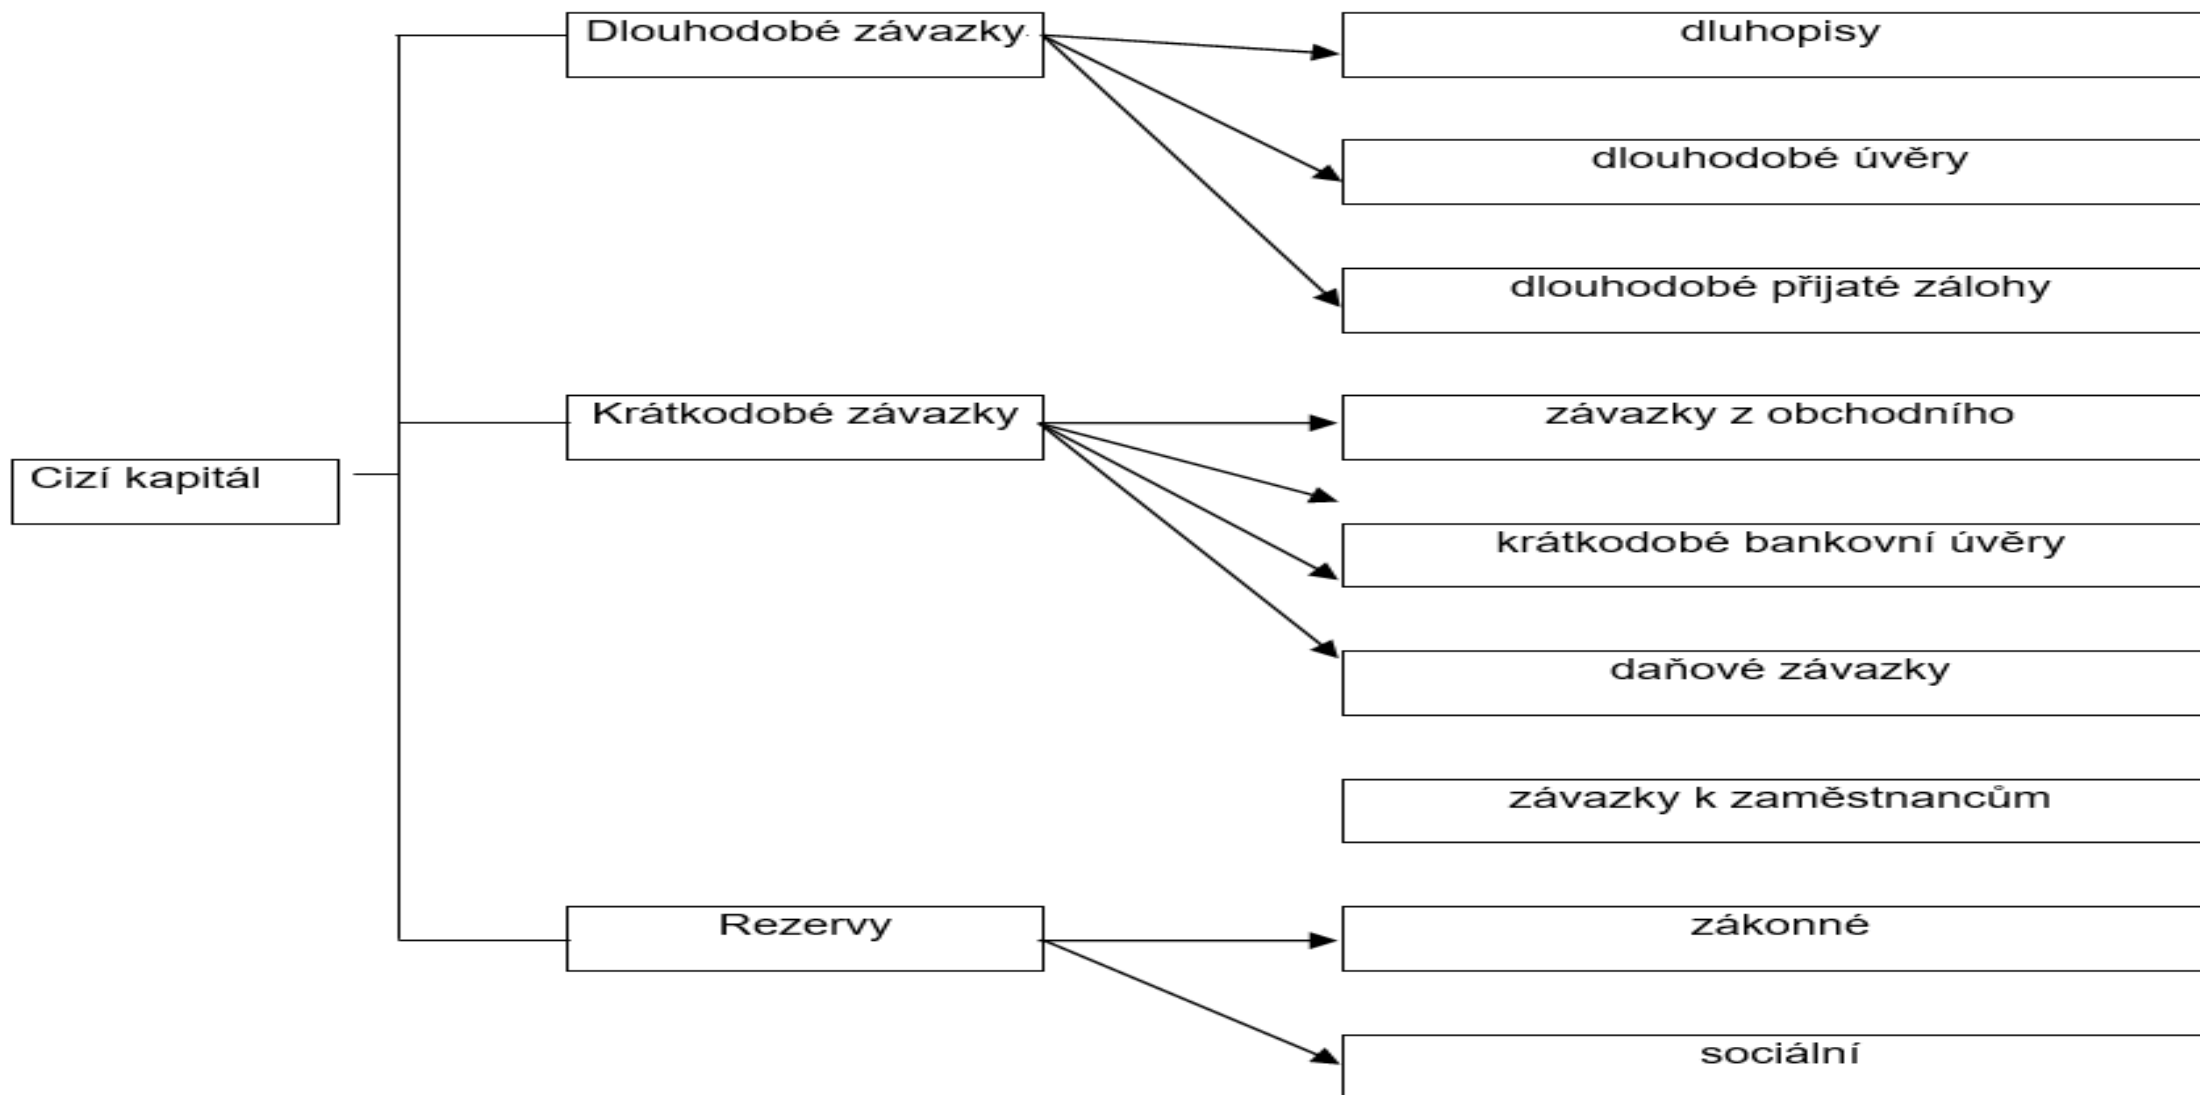 Dlouhodobé závazky
dluhopisy
dlouhodobé úvěry
dlouhodobé přijaté zálohy
Krátkodobé závazky
závazky z obchodního
Cizí kapitál
krátkodobé bankovní úvěry
daňové závazky
závazky k zaměstnancům
Rezervy
zákonné
sociální